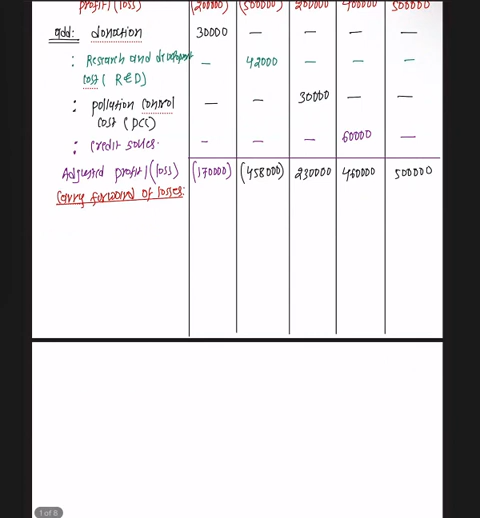 profit/(loss) (200000) (500000) 200000 400000 500000
add: donation 30000 — — — —
: Research and development — 42000 — — —
cost (R&D)
: pollution control — — 30000 — —
cost (PCC)
: Credit sales. — — — 60000 —
Adjusted profit/(loss) (170000) (458000) 230000 460000 500000
Carry forward of losses:
1 of 8